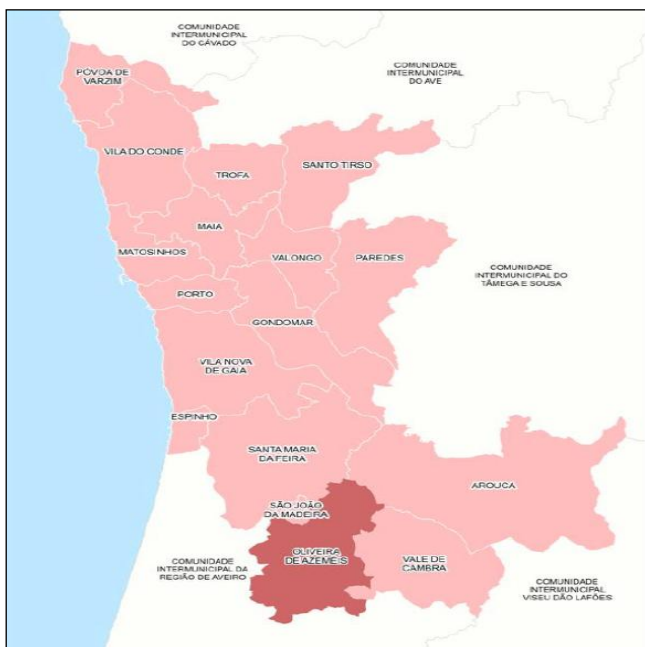 COMUNIDADE
INTERMUNICIPAL
DO CÁVADO
COMUNIDADE
INTERMUNICIPAL
DO AVE
PÓVOA DE
VARZIM
VILA DO CONDE
TROFA
SANTO TIRSO
MAIA
MATOSINHOS
VALONGO
PAREDES
COMUNIDADE
INTERMUNICIPAL DO
TÂMEGA E SOUSA
PORTO
GONDOMAR
VILA NOVA
DE GAIA
ESPINHO
SANTA MARIA
DA FEIRA
AROUCA
SÃO JOÃO
DA MADEIRA
COMUNIDADE
INTERMUNICIPAL DA
REGIÃO DE AVEIRO
OLIVEIRA
DE AZEMÉIS
VALE DE
CAMBRA
COMUNIDADE
INTERMUNICIPAL
VISEU DÃO LAFÕES